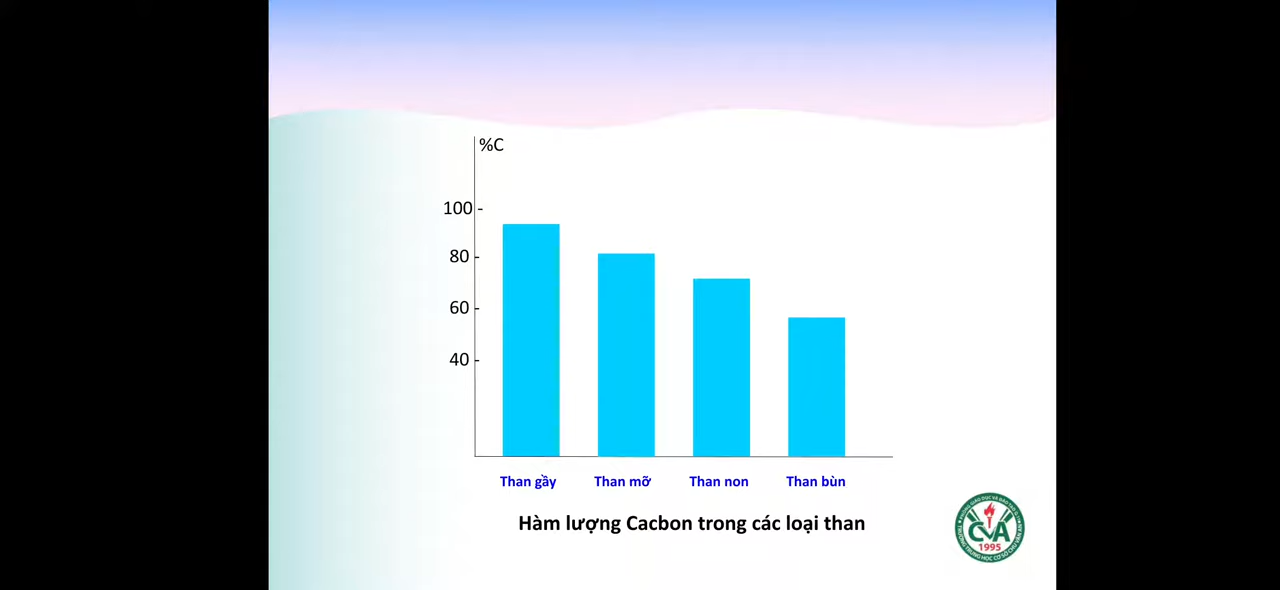 %C
100 -
80 -
60 -
40 -
Than gầy
Than mỡ
Than non
Than bùn
Hàm lượng Cacbon trong các loại than
CVA
1995